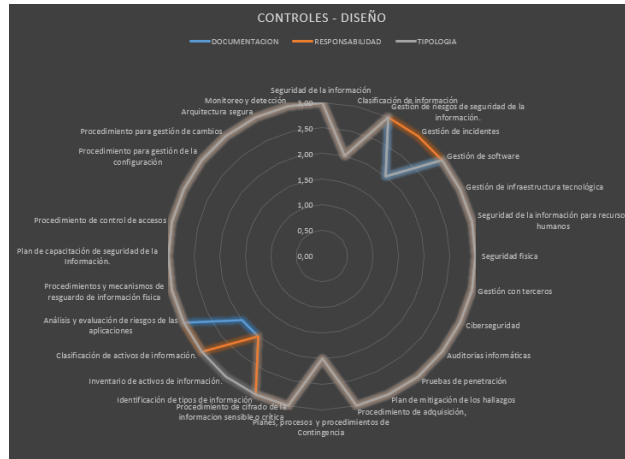 CONTROLES - DISEÑO
DOCUMENTACION
RESPONSABILIDAD
TIPOLOGIA
Seguridad de la información
Clasificación de información
Gestión de riesgos de seguridad de la
información.
Gestión de incidentes
Gestión de software
Gestión de infraestructura tecnológica
Seguridad de la información para recurso
humanos
Seguridad física
Gestión con terceros
Ciberseguridad
Auditorías informáticas
Pruebas de penetración
Plan de mitigación de los hallazgos
Procedimiento de adquisición,
Planes, procesos y procedimientos de
Contingencia
Procedimiento de cifrado de la
informacion sensible o crítica
Identificación de tipos de información
Inventario de activos de información.
Clasificación de activos de información.
Análisis y evaluación de riesgos de las
aplicaciones
Procedimientos y mecanismos de
resguardo de información física
Plan de capacitación de seguridad de la
Información.
Procedimiento de control de accesos
Procedimiento para gestión de la
configuración
Procedimiento para gestión de cambios
Arquitectura segura
Monitoreo y detección
3,00
2,50
2,00
1,50
1,00
0,50
0,00